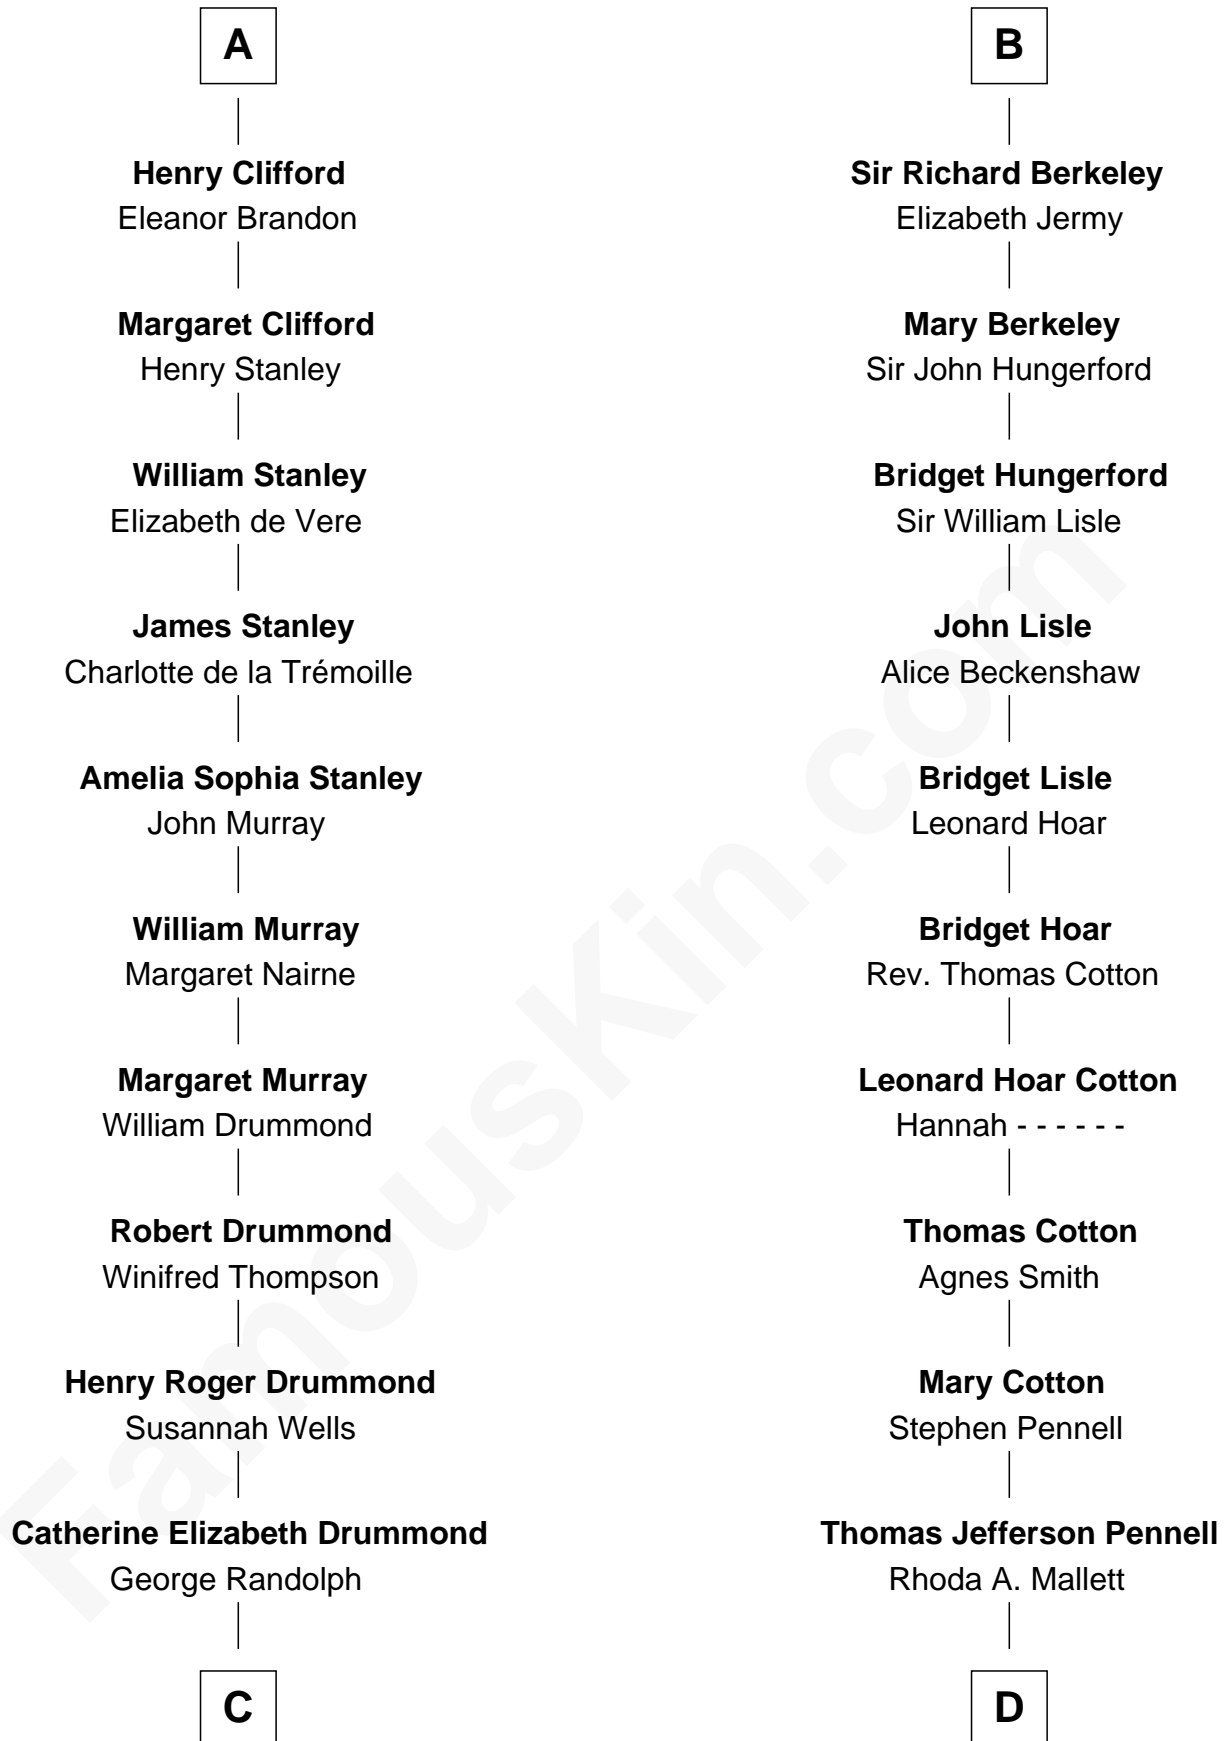 A
Henry Clifford
Eleanor Brandon
Margaret Clifford
Henry Stanley
William Stanley
Elizabeth de Vere
James Stanley
Charlotte de la Trémoille
Amelia Sophia Stanley
John Murray
William Murray
Margaret Nairne
Margaret Murray
William Drummond
Robert Drummond
Winifred Thompson
Henry Roger Drummond
Susannah Wells
Catherine Elizabeth Drummond
George Randolph
C
B
Sir Richard Berkeley
Elizabeth Jermy
Mary Berkeley
Sir John Hungerford
Bridget Hungerford
Sir William Lisle
John Lisle
Alice Beckenshaw
Bridget Lisle
Leonard Hoar
Bridget Hoar
Rev. Thomas Cotton
Leonard Hoar Cotton
Hannah - - - - - -
Thomas Cotton
Agnes Smith
Mary Cotton
Stephen Pennell
Thomas Jefferson Pennell
Rhoda A. Mallett
D
FamousKin.com